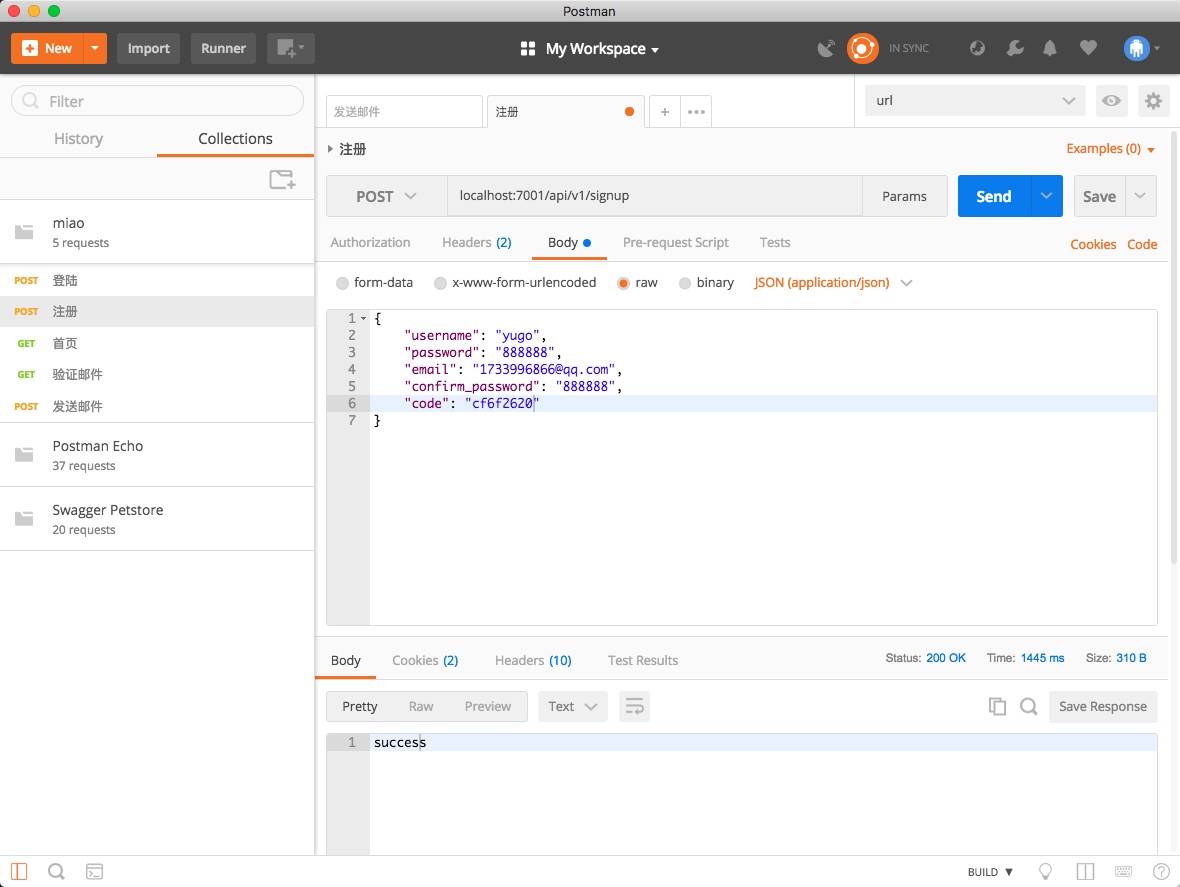 Postman
New
Import
Runner
My Workspace
IN SYNC
Filter
History
Collections
miao
5 requests
POST 登陆
POST 注册
GET 首页
GET 验证邮件
POST 发送邮件
Postman Echo
37 requests
Swagger Petstore
20 requests
发送邮件
注册
url
注册
Examples (0)
POST
localhost:7001/api/v1/signup
Params
Send
Save
Authorization
Headers (2)
Body
Pre-request Script
Tests
Cookies
Code
form-data
x-www-form-urlencoded
raw
binary
JSON (application/json)
1 {
2 "username": "yugo",
3 "password": "888888",
4 "email": "1733996866@qq.com",
5 "confirm_password": "888888",
6 "code": "cf6f2620"
7 }
Body
Cookies (2)
Headers (10)
Test Results
Status: 200 OK
Time: 1445 ms
Size: 310 B
Pretty
Raw
Preview
Text
Save Response
1 success
BUILD